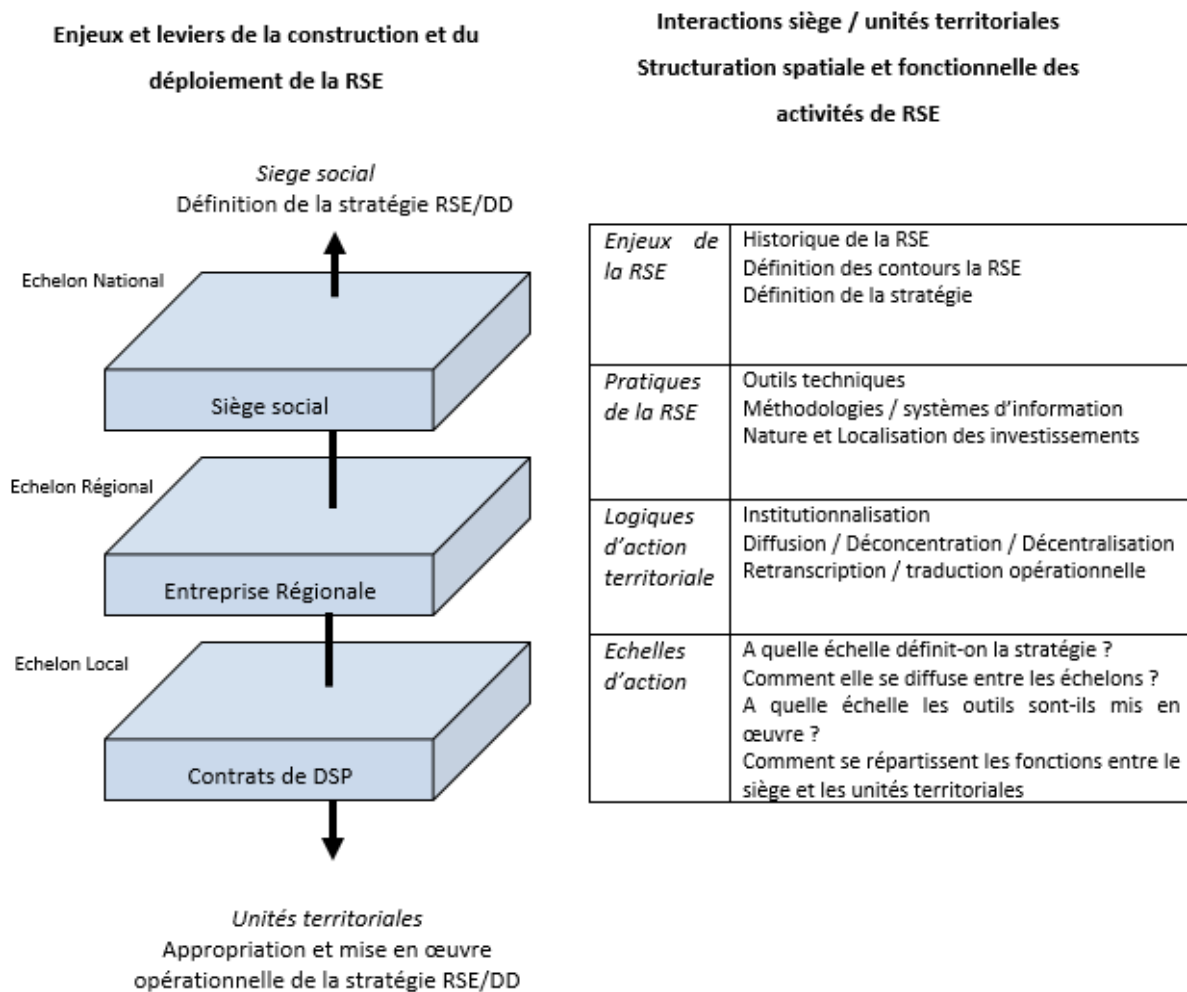 Enjeux et leviers de la construction et du
déploiement de la RSE
Siege social
Définition de la stratégie RSE/DD
Echelon National
Siège social
Echelon Régional
Entreprise Régionale
Echelon Local
Contrats de DSP
Unités territoriales
Appropriation et mise en œuvre
opérationnelle de la stratégie RSE/DD
Interactions siège / unités territoriales
Structuration spatiale et fonctionnelle des
activités de RSE
Enjeux de
la RSE
Historique de la RSE
Définition des contours la RSE
Définition de la stratégie
Pratiques
de la RSE
Outils techniques
Méthodologies / systèmes d'information
Nature et Localisation des investissements
Logiques
d'action
territoriale
Institutionnalisation
Diffusion / Déconcentration / Décentralisation
Retranscription / traduction opérationnelle
Echelles
d'action
A quelle échelle définit-on la stratégie ?
Comment elle se diffuse entre les échelons ?
A quelle échelle les outils sont-ils mis en
œuvre ?
Comment se répartissent les fonctions entre le
siège et les unités territoriales